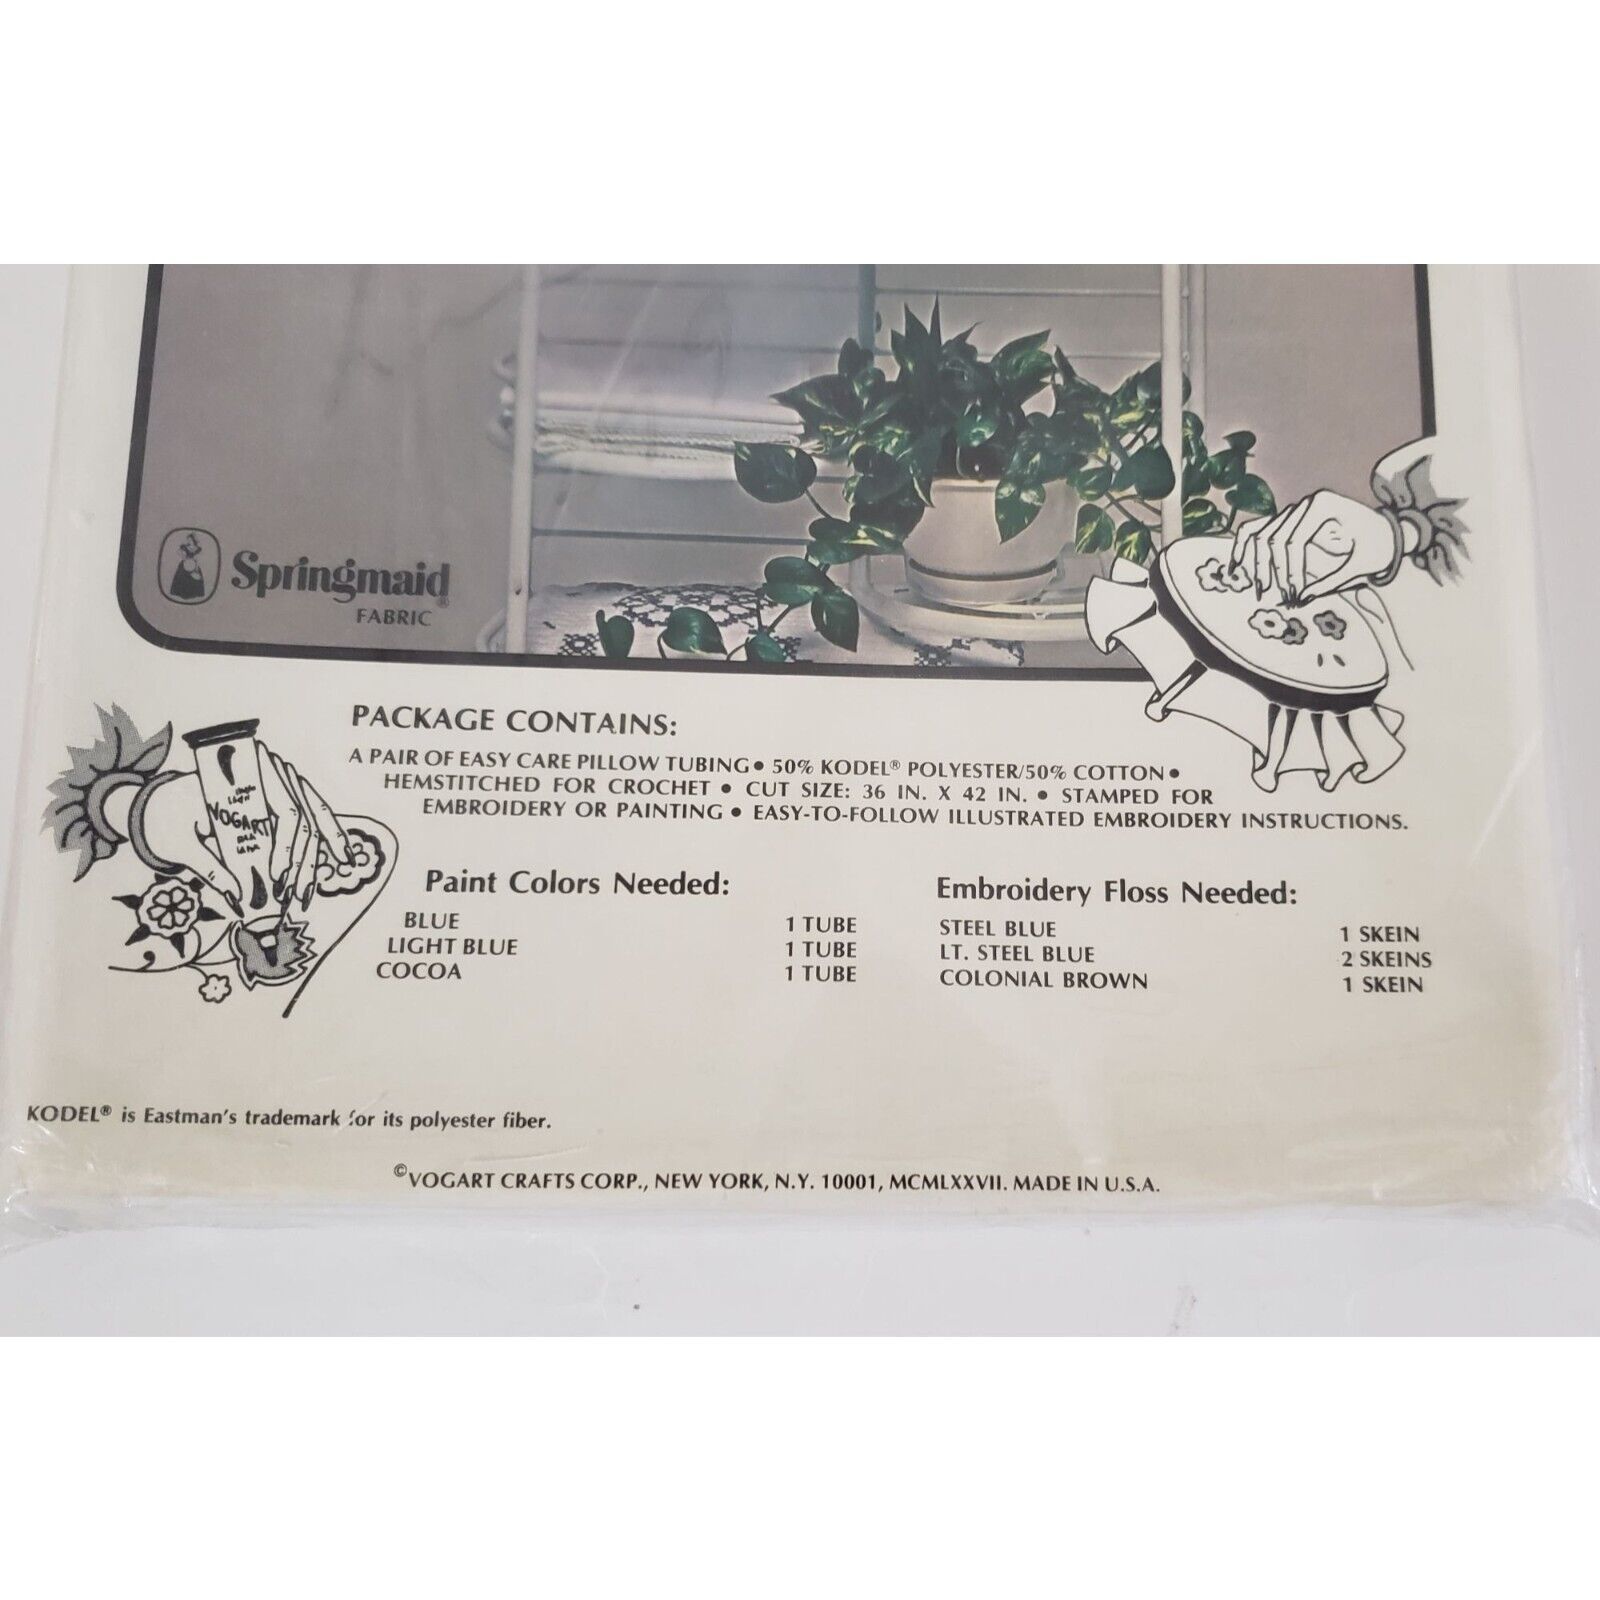 Springmaid®
FABRIC
PACKAGE CONTAINS:
A PAIR OF EASY CARE PILLOW TUBING • 50% KODEL® POLYESTER/50% COTTON •
HEMSTITCHED FOR CROCHET • CUT SIZE: 36 IN. X 42 IN. • STAMPED FOR
EMBROIDERY OR PAINTING • EASY-TO-FOLLOW ILLUSTRATED EMBROIDERY INSTRUCTIONS.
VOGART
Paint Colors Needed:
BLUE 1 TUBE
LIGHT BLUE 1 TUBE
COCOA 1 TUBE
Embroidery Floss Needed:
STEEL BLUE 1 SKEIN
LT. STEEL BLUE 2 SKEINS
COLONIAL BROWN 1 SKEIN
KODEL® is Eastman's trademark for its polyester fiber.
©VOGART CRAFTS CORP., NEW YORK, N.Y. 10001, MCMLXXVII. MADE IN U.S.A.